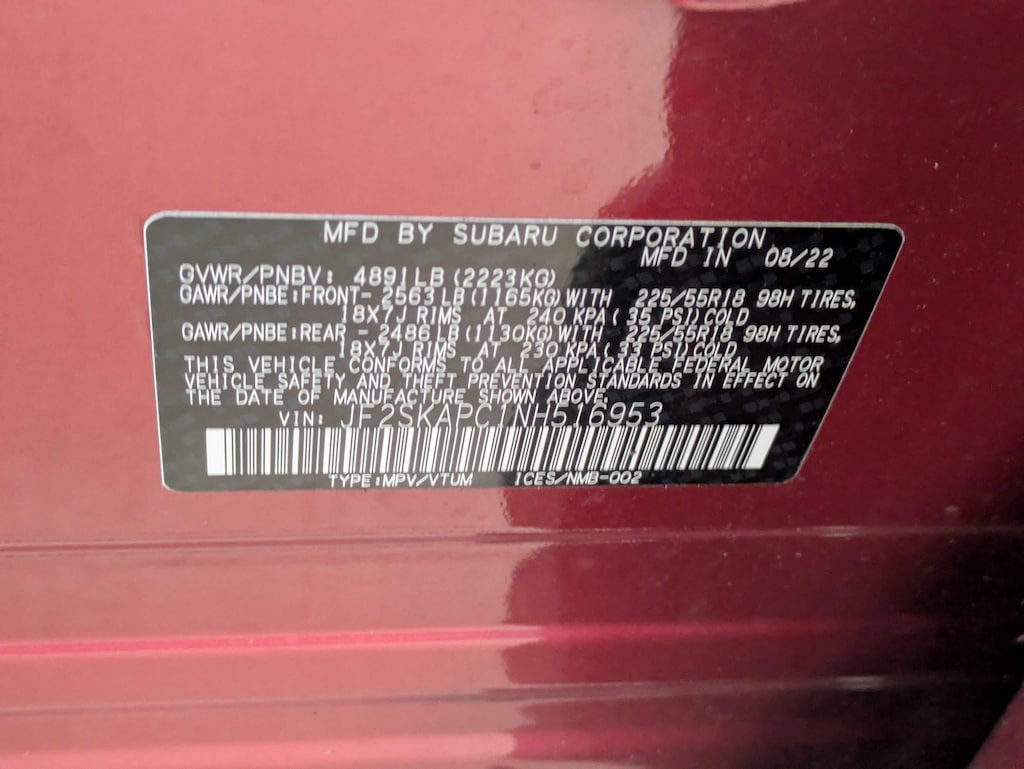 MFD BY SUBARU CORPORATION
MFD IN 08/22
GVWR/PNBV: 4891LB (2223KG)
GAWR/PNBE:FRONT- 2563LB(1165KG)WITH 225/55R18 98H TIRES,
18X7J RIMS AT 240 KPA( 35 PSI)COLD
GAWR/PNBE:REAR - 2486LB(1130KG)WITH 225/55R18 98H TIRES,
18X7J RIMS AT 230 KPA( 33 PSI)COLD
THIS VEHICLE CONFORMS TO ALL APPLICABLE FEDERAL MOTOR
VEHICLE SAFETY AND THEFT PREVENTION STANDARDS IN EFFECT ON
THE DATE OF MANUFACTURE SHOWN ABOVE.
VIN: JF2SKAPC1NH516953
TYPE:MPV/VTUM ICES/NMB-002